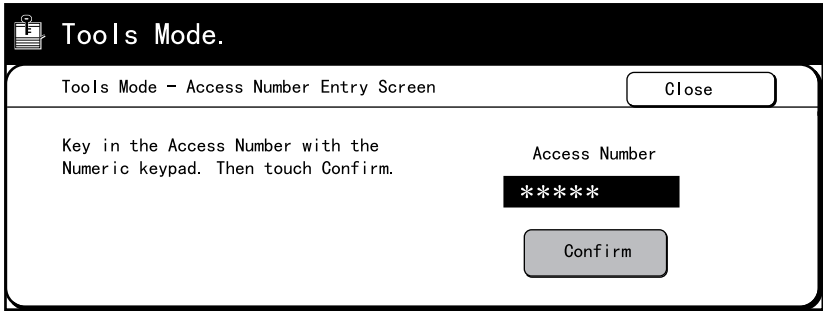 Tools Mode.
Tools Mode - Access Number Entry Screen
Close
Key in the Access Number with the
Numeric keypad. Then touch Confirm.
Access Number
*****
Confirm